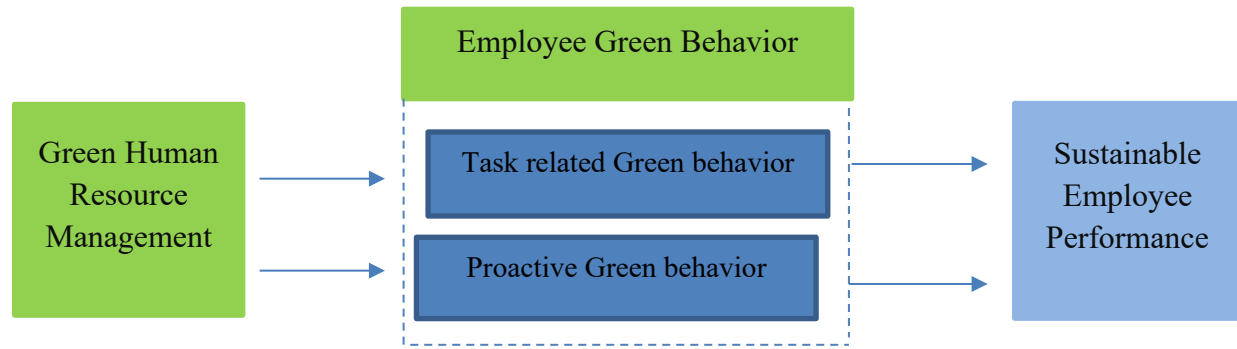 Employee Green Behavior
Green Human
Resource
Management
Task related Green behavior
Proactive Green behavior
Sustainable
Employee
Performance